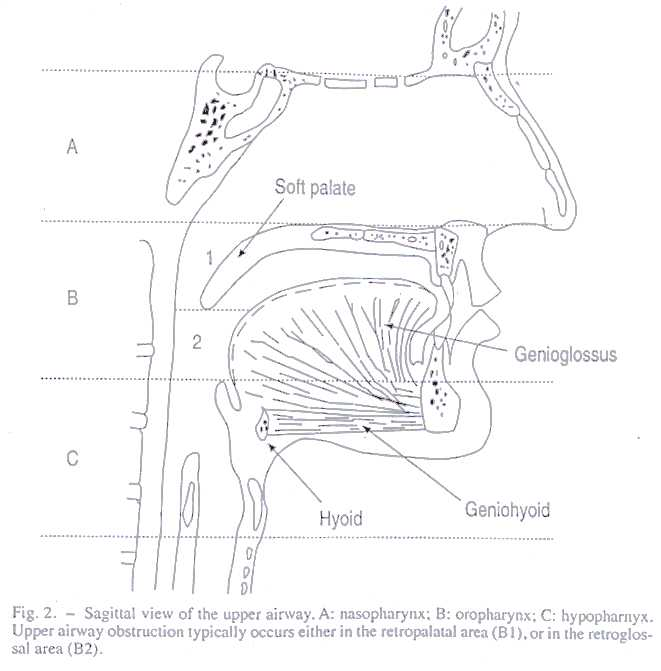 A
Soft palate
1
B
2
Genioglossus
C
Hyoid
Geniohyoid
Fig. 2. – Sagittal view of the upper airway. A: nasopharynx; B: oropharynx; C: hypopharnyx.
Upper airway obstruction typically occurs either in the retropalatal area (B1), or in the retroglos-
sal area (B2).